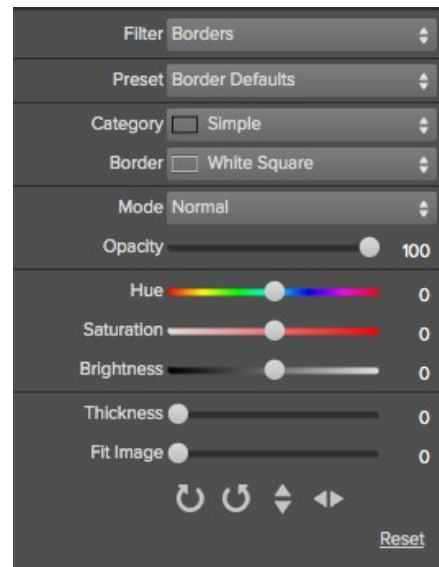 Filter Borders
Preset Border Defaults
Category Simple
Border White Square
Mode Normal
Opacity 100
Hue 0
Saturation 0
Brightness 0
Thickness 0
Fit Image 0
Reset